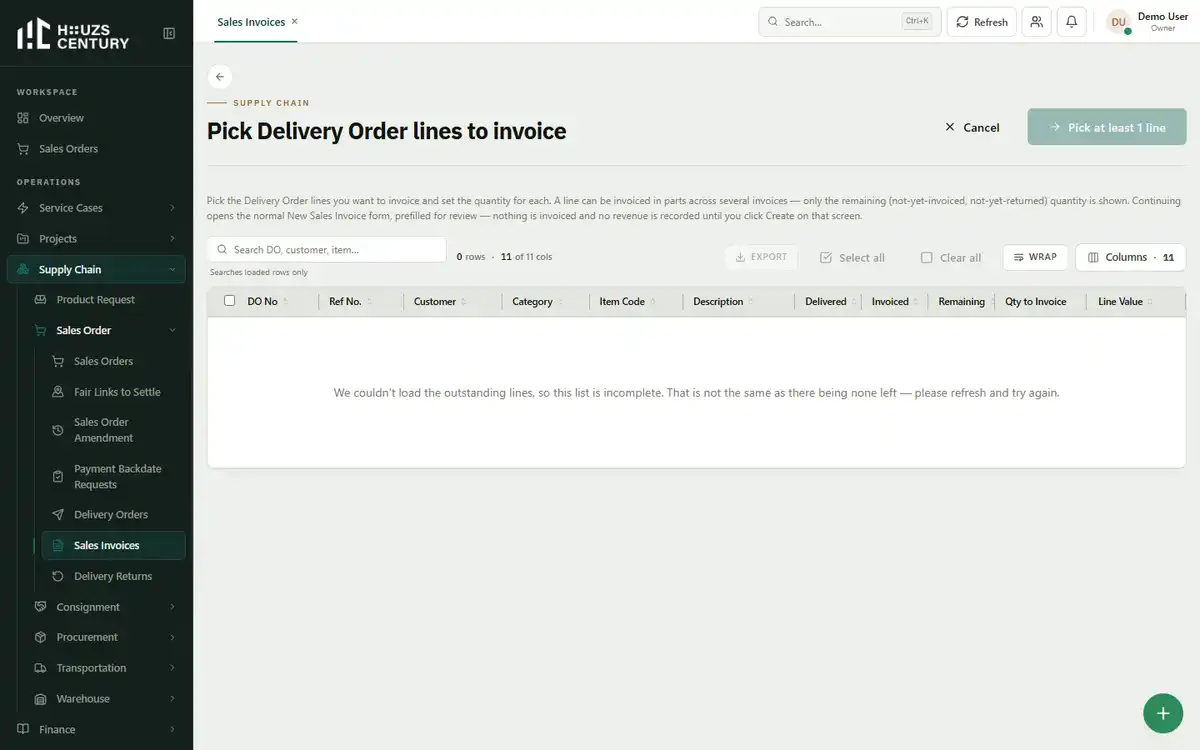 HOUZS
CENTURY
WORKSPACE
Overview
Sales Orders
OPERATIONS
Service Cases
Projects
Supply Chain
Product Request
Sales Order
Sales Orders
Fair Links to Settle
Sales Order
Amendment
Payment Backdate
Requests
Delivery Orders
Sales Invoices
Delivery Returns
Consignment
Procurement
Transportation
Warehouse
Finance
Sales Invoices
Search...
Ctrl+K
Refresh
DU
Demo User
Owner
SUPPLY CHAIN
Pick Delivery Order lines to invoice
Cancel
Pick at least 1 line
Pick the Delivery Order lines you want to invoice and set the quantity for each. A line can be invoiced in parts across several invoices — only the remaining (not-yet-invoiced, not-yet-returned) quantity is shown. Continuing
opens the normal New Sales Invoice form, prefilled for review — nothing is invoiced and no revenue is recorded until you click Create on that screen.
Search DO, customer, item...
0 rows · 11 of 11 cols
EXPORT
Select all
Clear all
WRAP
Columns · 11
Searches loaded rows only
DO No Ref No. Customer Category Item Code Description Delivered Invoiced Remaining Qty to Invoice Line Value
We couldn't load the outstanding lines, so this list is incomplete. That is not the same as there being none left — please refresh and try again.